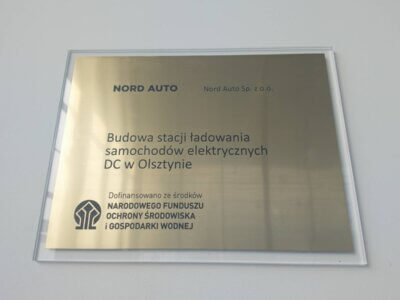 NORD AUTO Nord Auto Sp. z o.o.
Budowa stacji ładowania
samochodów elektrycznych
DC w Olsztynie
Dofinansowano ze środków
NARODOWEGO FUNDUSZU
OCHRONY ŚRODOWISKA
i GOSPODARKI WODNEJ